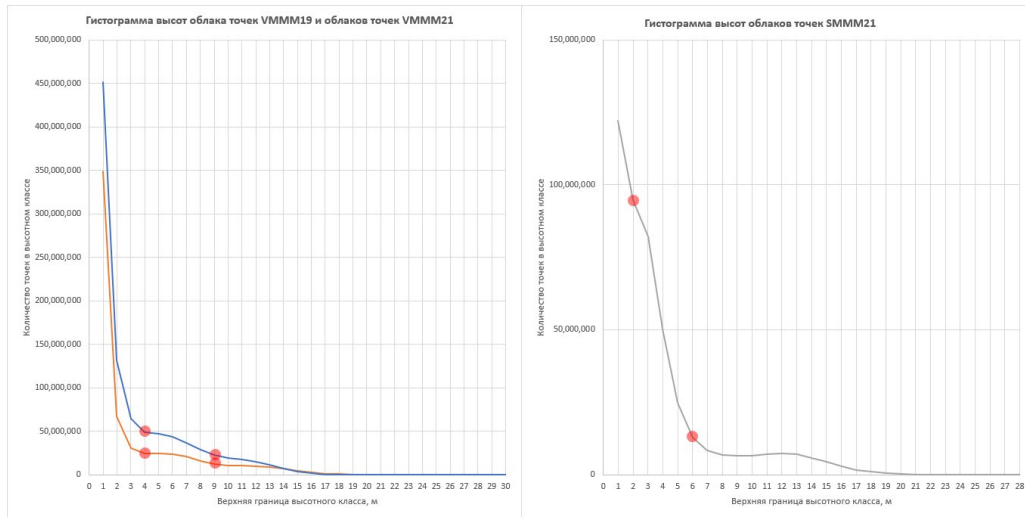 Гистограмма высот облака точек VMMM19 и облаков точек VMMM21
500,000,000
450,000,000
400,000,000
350,000,000
300,000,000
250,000,000
200,000,000
150,000,000
100,000,000
50,000,000
0
Количество точек в высотном классе
0 1 2 3 4 5 6 7 8 9 10 11 12 13 14 15 16 17 18 19 20 21 22 23 24 25 26 27 28 29 30
Верхняя граница высотного класса, м
Гистограмма высот облаков точек SMMM21
150,000,000
100,000,000
50,000,000
0
Количество точек в высотном классе
0 1 2 3 4 5 6 7 8 9 10 11 12 13 14 15 16 17 18 19 20 21 22 23 24 25 26 27 28
Верхняя граница высотного класса, м